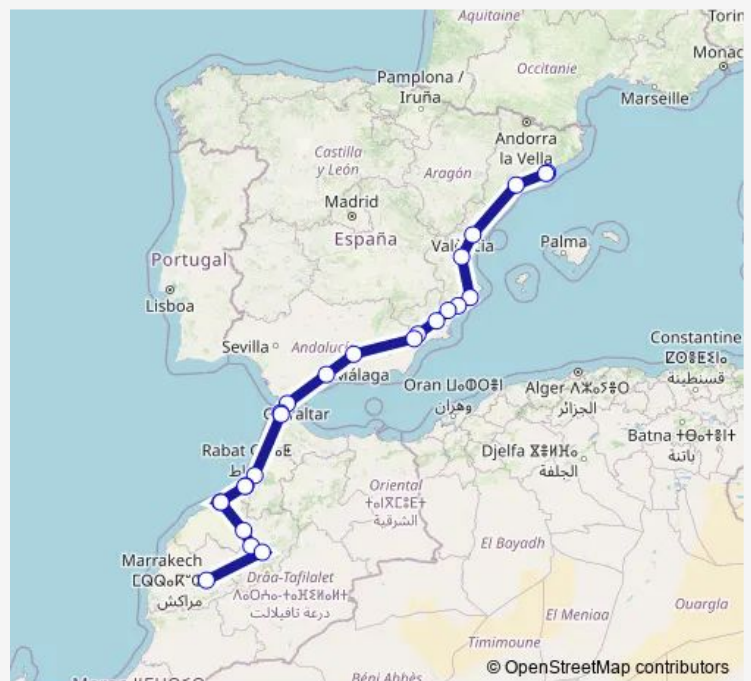 Aquitaine
Torin
Occitanie
Monac
Pamplona /
Iruña
Marseille
Andorra
la Vella
Castilla
y León
Aragón
Madrid
España
Palma
Portugal
Lisboa
Sevilla
Andalucí
Málaga
Constantine
قسنطينة
Oran
وهران
Alger
الجزائر
Rabat
Djelfa
الجلفة
Batna
باتنة
Oriental
الشرقية
El Bayadh
Marrakech
مراكش
Drâa-Tafilalet
درعة تافيلالت
El Meniaa
Ouargla
Timimoune
Béni Abbès
© OpenStreetMap contributors